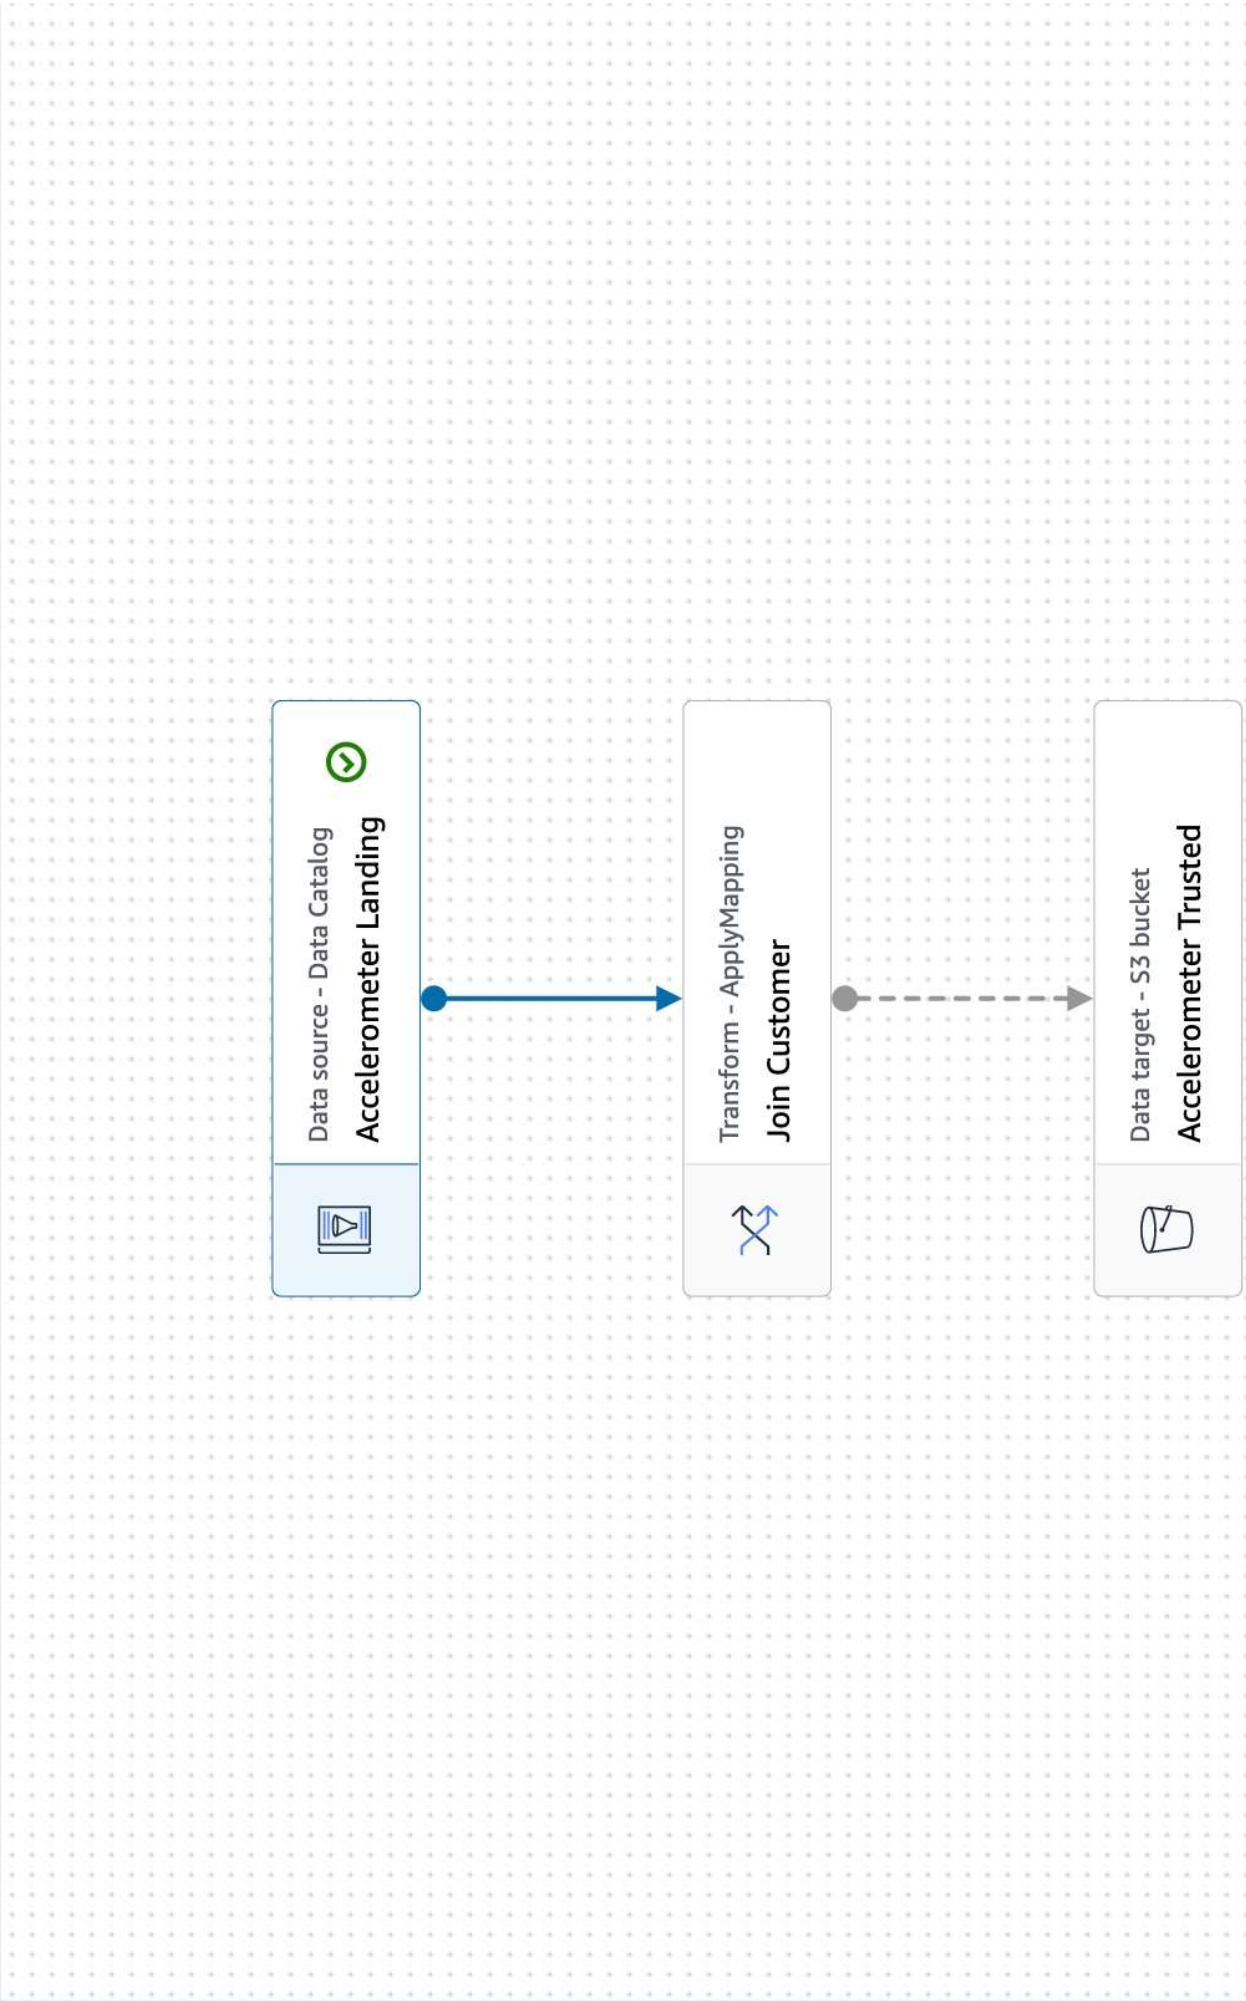 Data source - Data Catalog
Accelerometer Landing
Transform - ApplyMapping
Join Customer
Data target - S3 bucket
Accelerometer Trusted